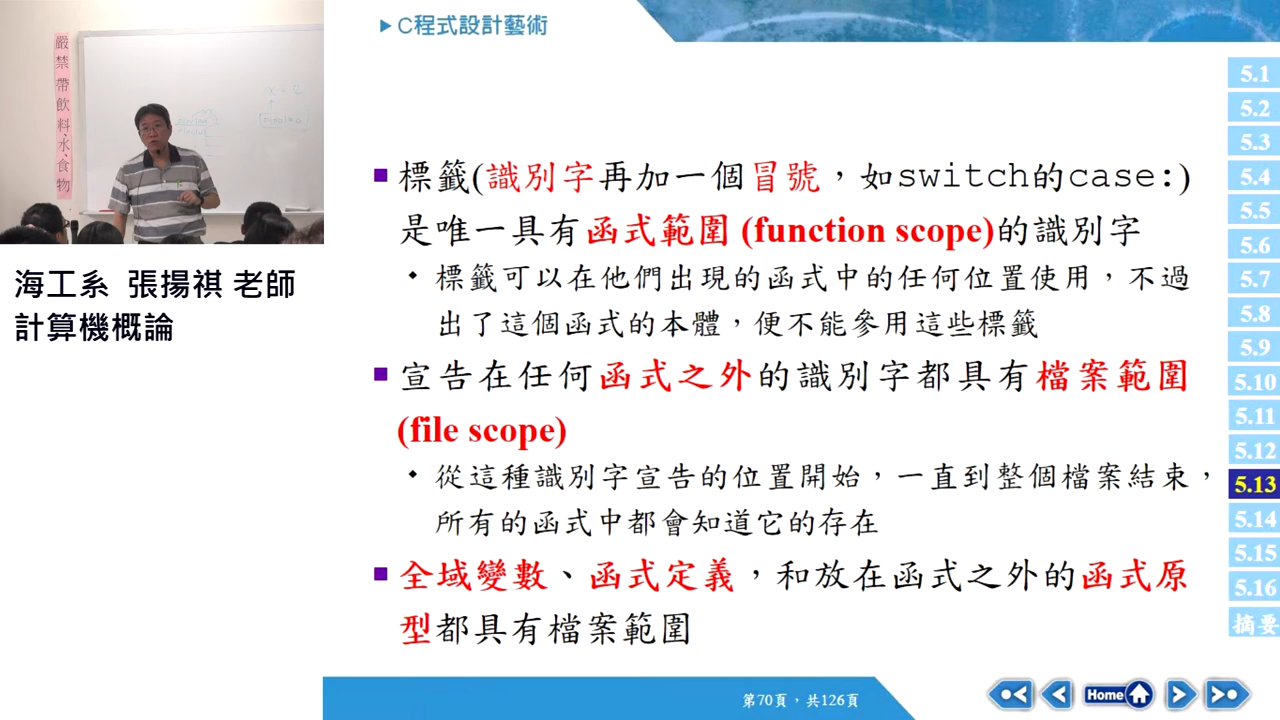 嚴禁帶飲料、水、食物
海工系 張揚祺 老師
計算機概論
C程式設計藝術
標籤(識別字再加一個冒號，如switch的case:)
是唯一具有函式範圍 (function scope)的識別字
標籤可以在他們出現的函式中的任何位置使用，不過
出了這個函式的本體，便不能參用這些標籤
宣告在任何函式之外的識別字都具有檔案範圍
(file scope)
從這種識別字宣告的位置開始，一直到整個檔案結束，
所有的函式中都會知道它的存在
全域變數、函式定義，和放在函式之外的函式原
型都具有檔案範圍
5.1
5.2
5.3
5.4
5.5
5.6
5.7
5.8
5.9
5.10
5.11
5.12
5.13
5.14
5.15
5.16
摘要
第70頁，共126頁
Home